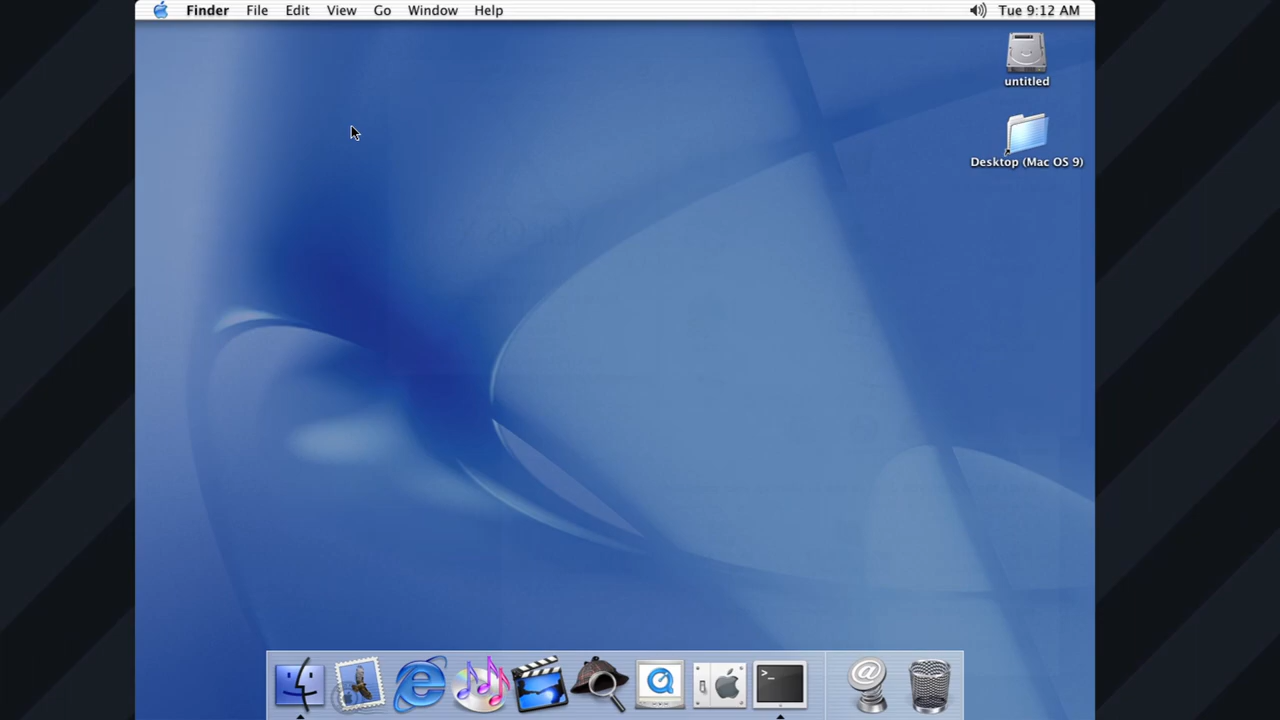 Finder File Edit View Go Window Help Tue 9:12 AM
untitled
Desktop (Mac OS 9)
>_
@